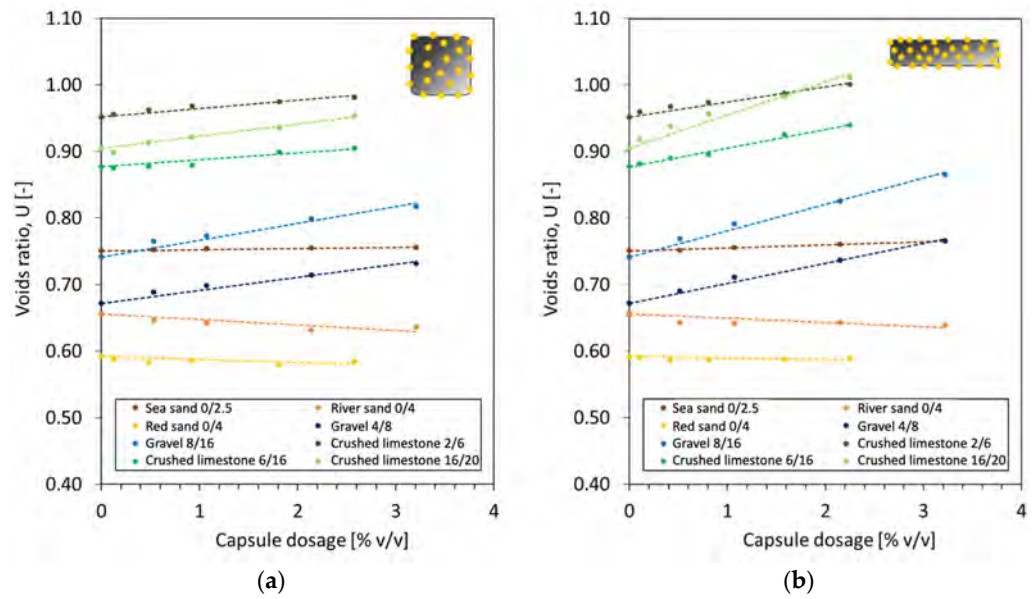 1.10
1.00
0.90
0.80
0.70
0.60
0.50
0.40
Voids ratio, U [-]
Sea sand 0/2.5 River sand 0/4
Red sand 0/4 Gravel 4/8
Gravel 8/16 Crushed limestone 2/6
Crushed limestone 6/16 Crushed limestone 16/20
0 1 2 3 4
Capsule dosage [% v/v]
(a)
1.10
1.00
0.90
0.80
0.70
0.60
0.50
0.40
Voids ratio, U [-]
Sea sand 0/2.5 River sand 0/4
Red sand 0/4 Gravel 4/8
Gravel 8/16 Crushed limestone 2/6
Crushed limestone 6/16 Crushed limestone 16/20
0 1 2 3 4
Capsule dosage [% v/v]
(b)